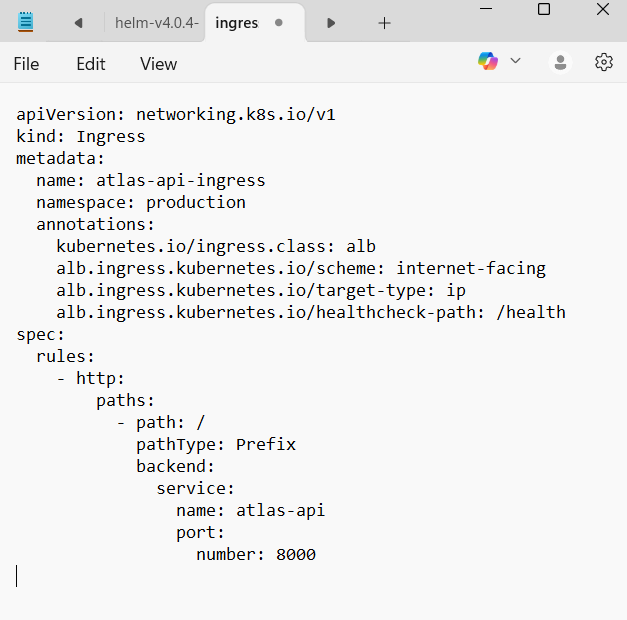 helm-v4.0.4-
ingres
File Edit View
apiVersion: networking.k8s.io/v1
kind: Ingress
metadata:
  name: atlas-api-ingress
  namespace: production
  annotations:
    kubernetes.io/ingress.class: alb
    alb.ingress.kubernetes.io/scheme: internet-facing
    alb.ingress.kubernetes.io/target-type: ip
    alb.ingress.kubernetes.io/healthcheck-path: /health
spec:
  rules:
    - http:
        paths:
          - path: /
            pathType: Prefix
            backend:
              service:
                name: atlas-api
                port:
                  number: 8000